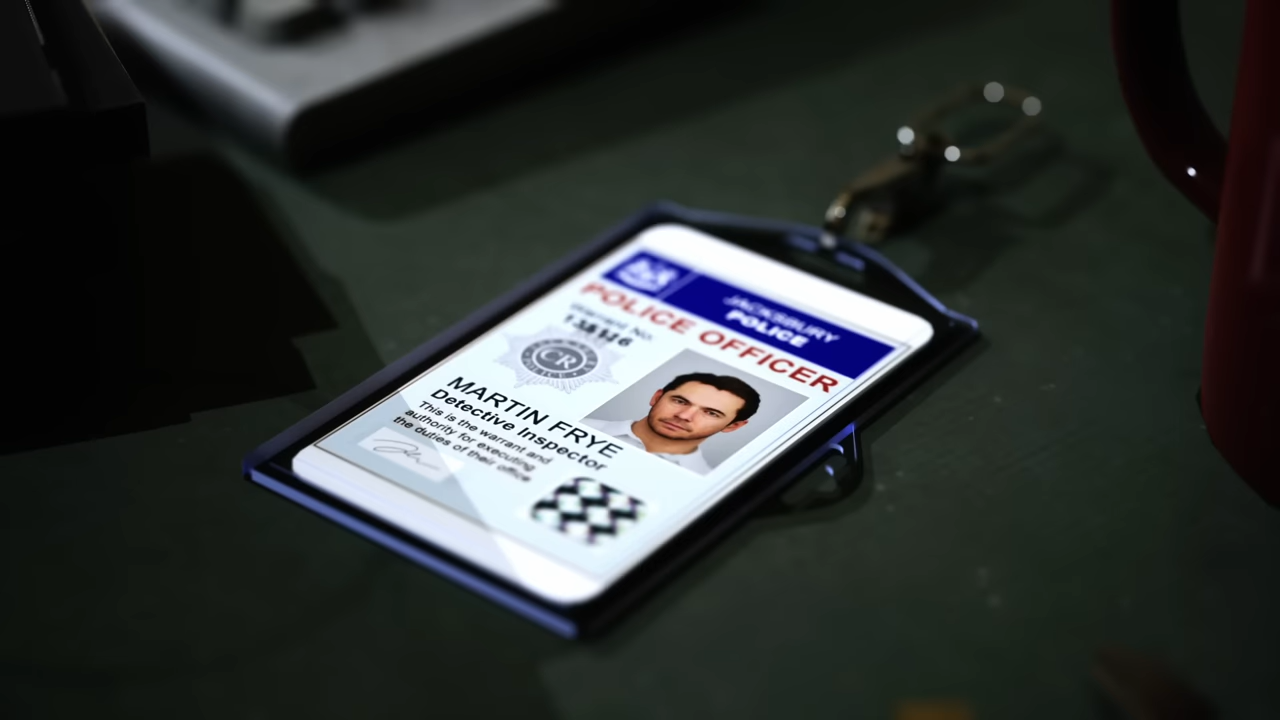 JACKSBURY
POLICE
POLICE OFFICER
Warrant No.
CR
MARTIN FRYE
Detective Inspector
This is the warrant and
authority for executing
the duties of their office